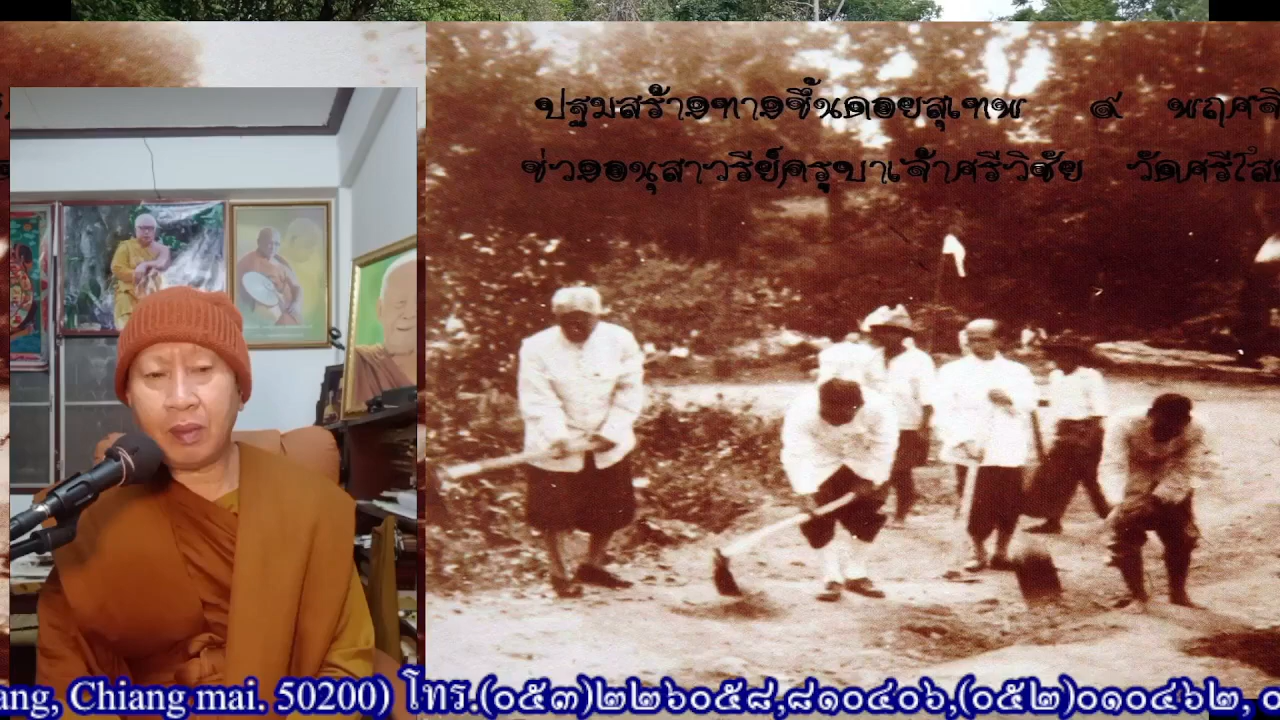 ปฐมสร้างทางขึ้นดอยสุเทพ ๙ พฤศจิ
ช่วงอนุสาวรีย์ครูบาเจ้าศรีวิชัย วัดศรีโส
ang, Chiang mai. 50200) โทร.(๐๕๓)๒๒๖๐๕๘,๘๑๐๔๐๖,(๐๕๒)๐๑๐๔๖๒,